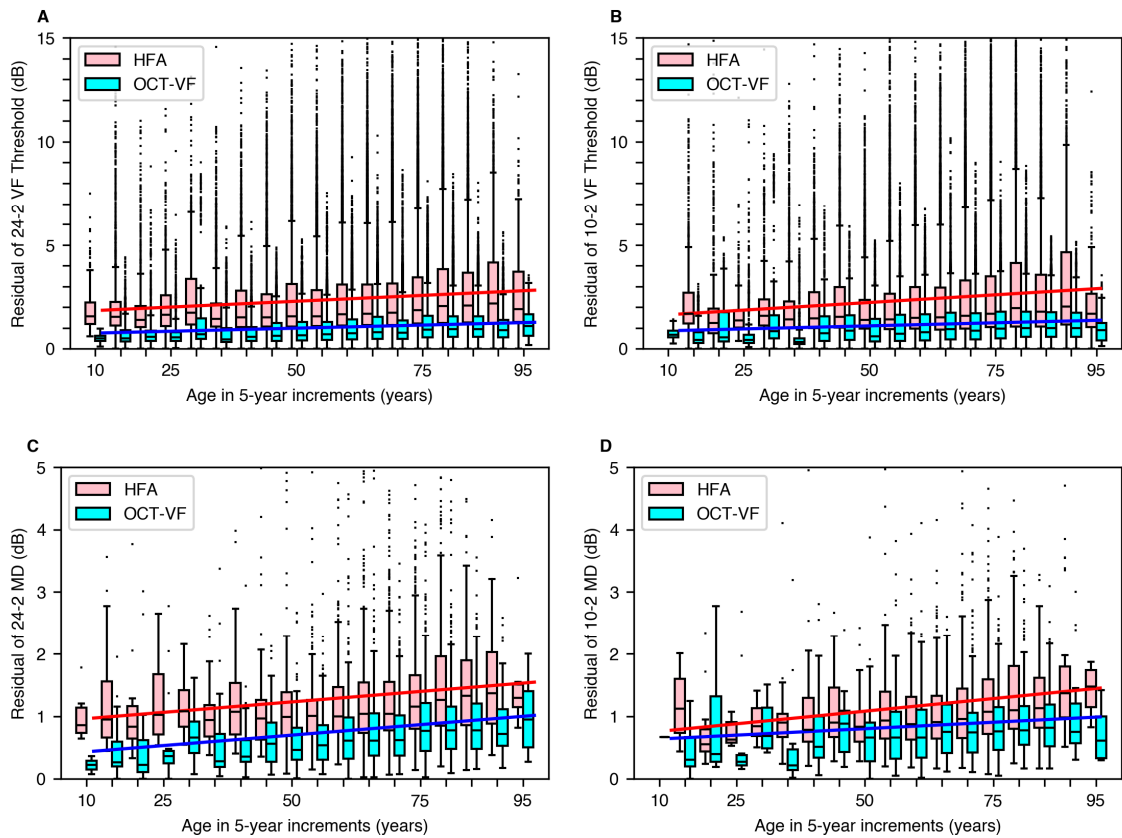 A
Residual of 24-2 VF Threshold (dB)
15
10
5
0
HFA
OCT-VF
10 25 50 75 95
Age in 5-year increments (years)
B
Residual of 10-2 VF Threshold (dB)
15
10
5
0
HFA
OCT-VF
10 25 50 75 95
Age in 5-year increments (years)
C
Residual of 24-2 MD (dB)
5
4
3
2
1
0
HFA
OCT-VF
10 25 50 75 95
Age in 5-year increments (years)
D
Residual of 10-2 MD (dB)
5
4
3
2
1
0
HFA
OCT-VF
10 25 50 75 95
Age in 5-year increments (years)